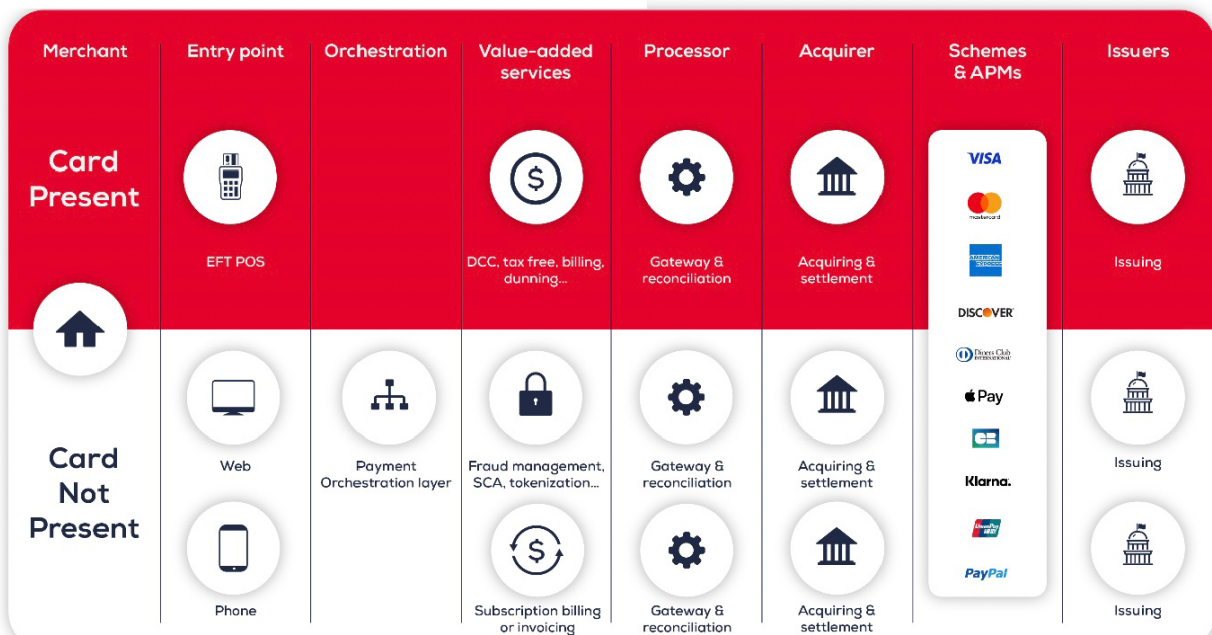 Merchant
Entry point
Orchestration
Value-added
services
Processor
Acquirer
Schemes
& APMs
Issuers
Card
Present
EFT POS
DCC, tax free, billing,
dunning...
Gateway &
reconciliation
Acquiring &
settlement
Issuing
VISA
mastercard
AMERICAN
EXPRESS
DISCOVER
Diners Club
INTERNATIONAL
Pay
CB
Klarna.
UnionPay
银联
PayPal
Card
Not
Present
Web
Payment
Orchestration layer
Fraud management,
SCA, tokenization...
Gateway &
reconciliation
Acquiring &
settlement
Issuing
Phone
Subscription billing
or invoicing
Gateway &
reconciliation
Acquiring &
settlement
Issuing